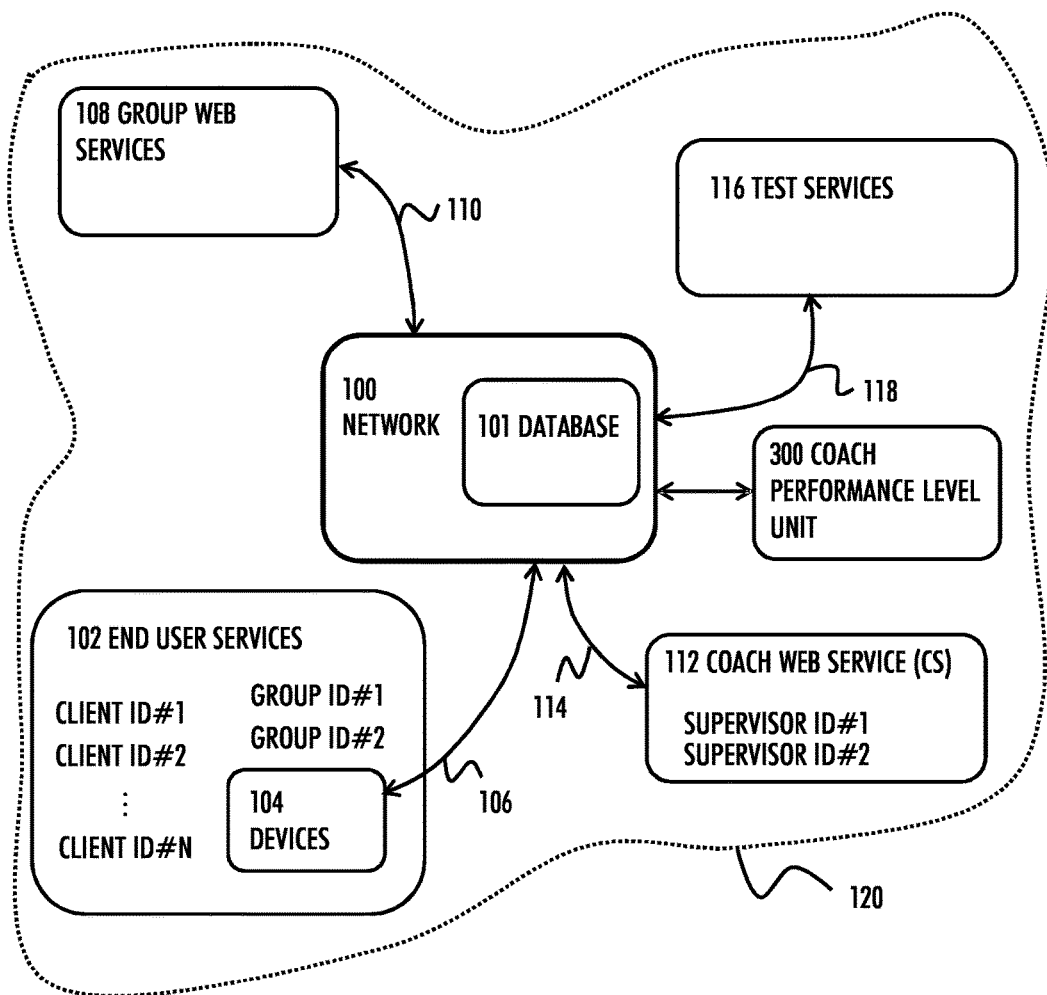 108 GROUP WEB
SERVICES
110
116 TEST SERVICES
118
100
NETWORK
101 DATABASE
300 COACH
PERFORMANCE LEVEL
UNIT
102 END USER SERVICES
CLIENT ID#1
CLIENT ID#2
⋮
CLIENT ID#N
GROUP ID#1
GROUP ID#2
104
DEVICES
106
114
112 COACH WEB SERVICE (CS)
SUPERVISOR ID#1
SUPERVISOR ID#2
120